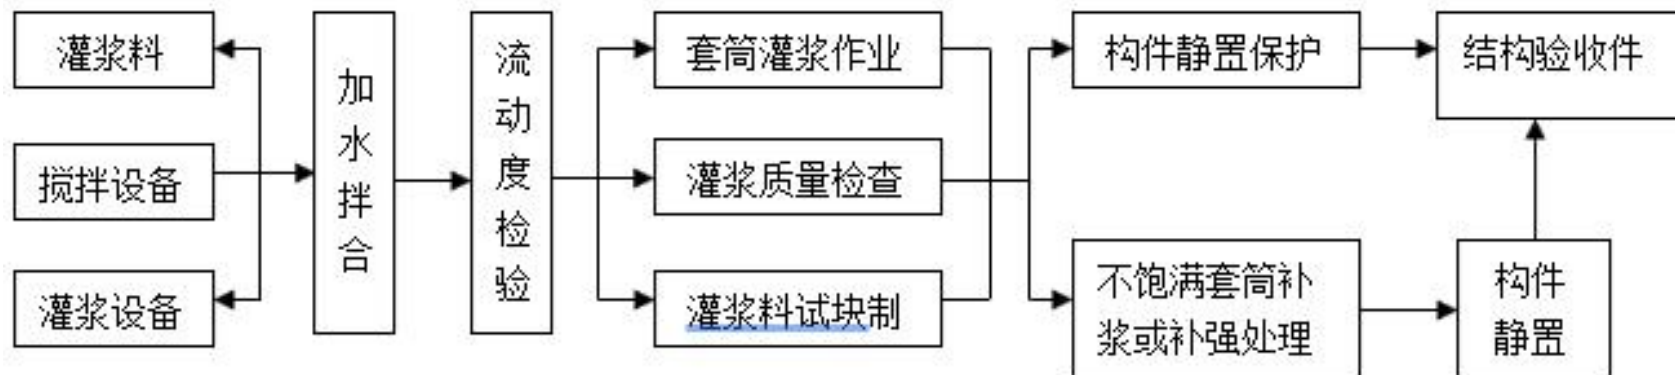 灌浆料
搅拌设备
灌浆设备
加
水
拌
合
流
动
度
检
验
套筒灌浆作业
灌浆质量检查
灌浆料试块制
构件静置保护
不饱满套筒补
浆或补强处理
结构验收件
构件
静置